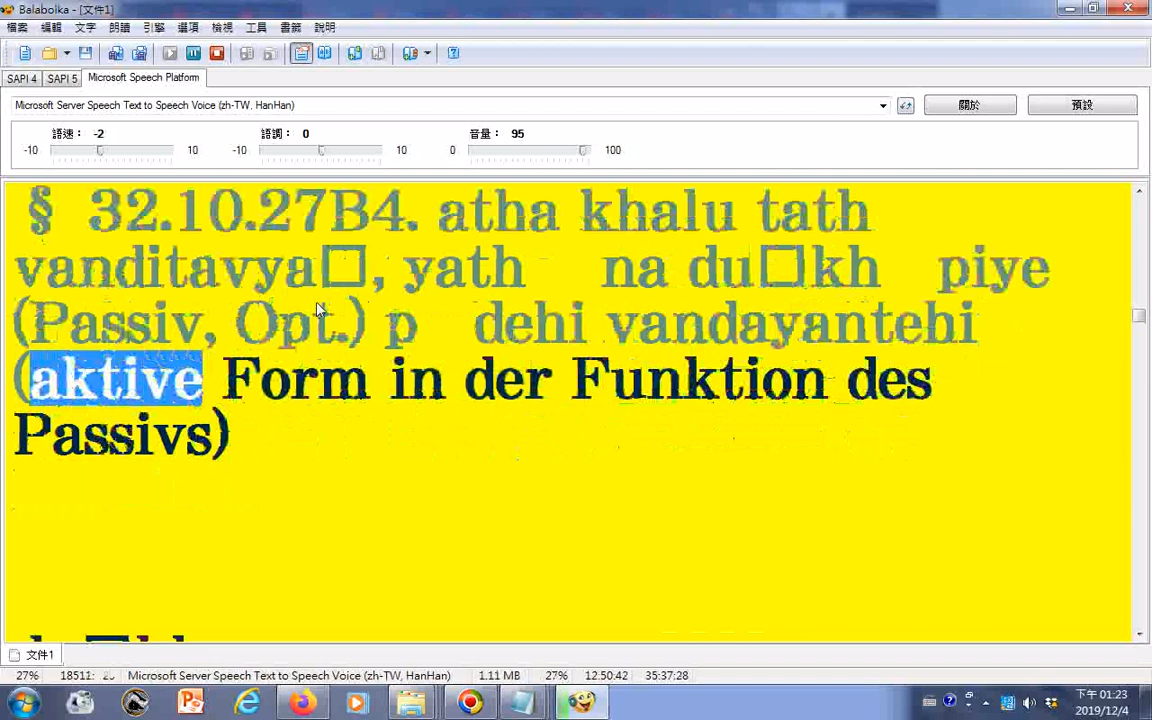 Balabolka - [文件1]
檔案 編輯 文字 朗讀 引擎 選項 檢視 工具 書籤 說明
SAPI 4 SAPI 5 Microsoft Speech Platform
Microsoft Server Speech Text to Speech Voice (zh-TW, HanHan) 關於 預設
語速： -2 語調： 0 音量： 95
-10 10 -10 10 0 100
§ 32.10.27B4. atha khalu tath
vanditavya□, yath na du□kh piye
(Passiv, Opt.) p dehi vandayantehi
(aktive Form in der Funktion des
Passivs)
文件1
27% 18511: Microsoft Server Speech Text to Speech Voice (zh-TW, HanHan) 1.11 MB 27% 12:50:42 35:37:28
下午 01:23
2019/12/4